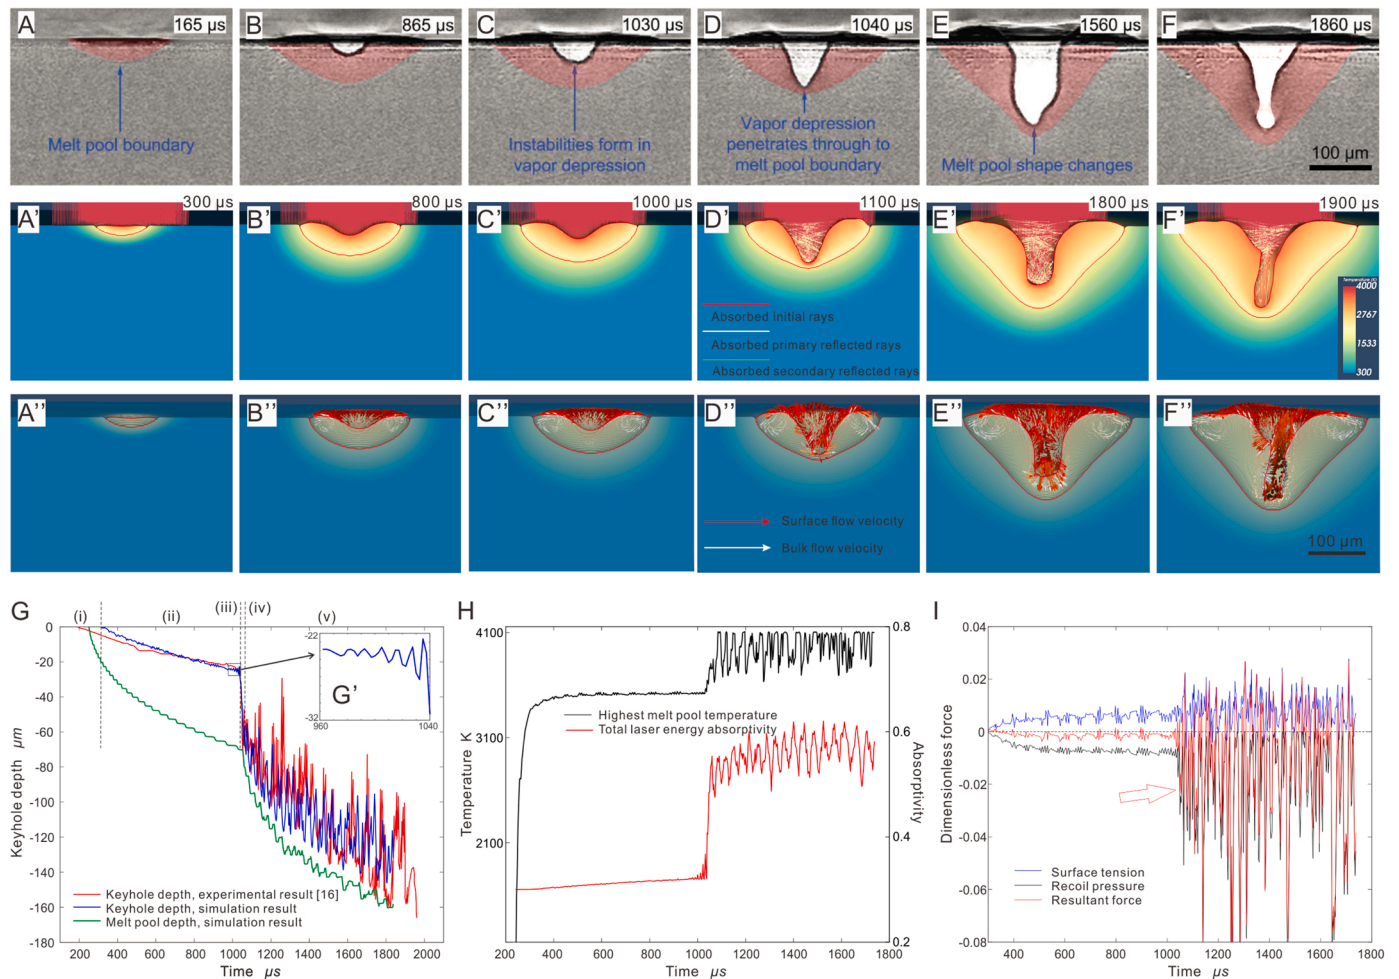 A
165 µs
B
865 µs
C
1030 µs
D
1040 µs
E
1560 µs
F
1860 µs
Melt pool boundary
Instabilities form in
vapor depression
Vapor depression
penetrates through to
melt pool boundary
Melt pool shape changes
100 µm
A'
300 µs
B'
800 µs
C'
1000 µs
D'
1100 µs
E'
1800 µs
F'
1900 µs
Absorbed initial rays
Absorbed primary reflected rays
Absorbed secondary reflected rays
Temperature (K)
4000
2767
1533
300
A''
B''
C''
D''
E''
F''
Surface flow velocity
Bulk flow velocity
100 µm
G
(i)
(ii)
(iii)
(iv)
(v)
0
-20
-40
-60
-80
-100
-120
-140
-160
-180
Keyhole depth µm
-22
-32
G'
960
1040
Keyhole depth, experimental result [16]
Keyhole depth, simulation result
Melt pool depth, simulation result
0 200 400 600 800 1000 1200 1400 1600 1800 2000
Time µs
H
4100
3100
2100
Temperature K
0.8
0.6
0.4
0.2
Absorptivity
Highest melt pool temperature
Total laser energy absorptivity
200 400 600 800 1000 1200 1400 1600 1800
Time µs
I
0.04
0.02
0
-0.02
-0.04
-0.06
-0.08
Dimensionless force
Surface tension
Recoil pressure
Resultant force
400 600 800 1000 1200 1400 1600 1800
Time µs